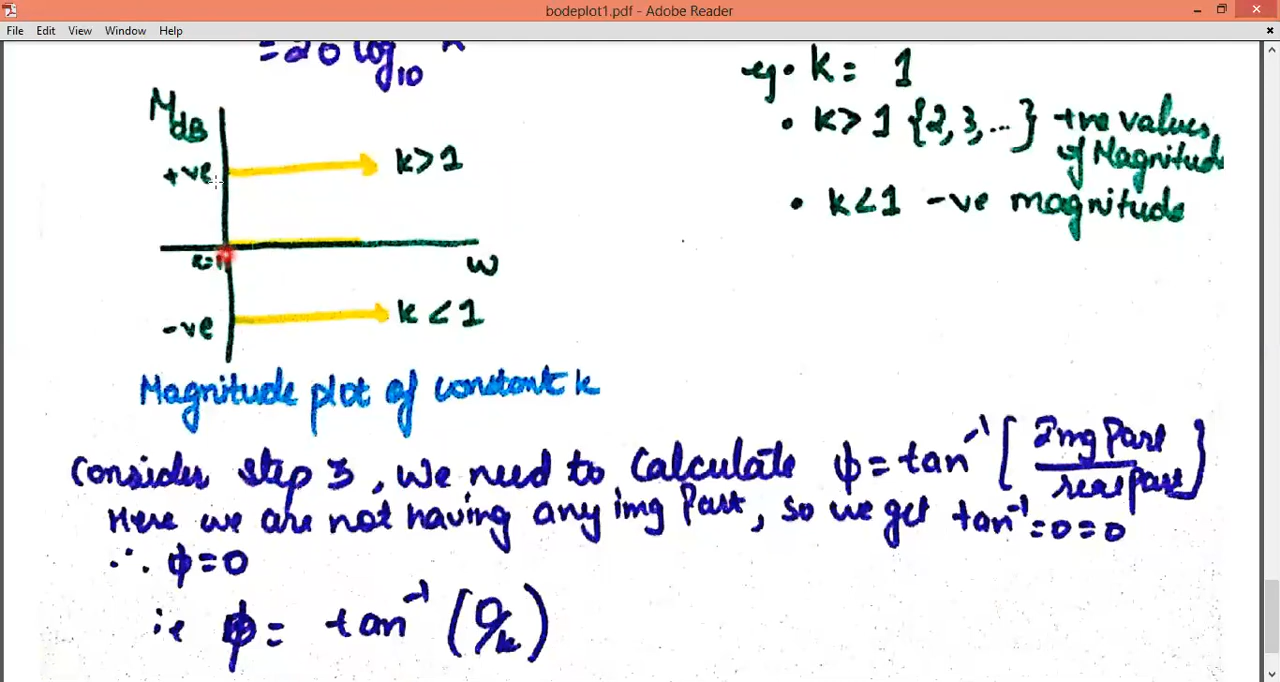 bodeplot1.pdf - Adobe Reader
File Edit View Window Help
= 20 log10 k
eg • k = 1
• k > 1 {2, 3, ...} +ve values
of Magnitude
• k < 1 -ve magnitude
MdB
+ve k > 1
k=1 w
-ve k < 1
Magnitude plot of constant k
Consider step 3, We need to Calculate ϕ = tan⁻¹ [ Img Part / real part ]
Here we are not having any img Part, so we get tan⁻¹ = 0 = 0
∴ ϕ = 0
ie ϕ = tan⁻¹ (0/k)